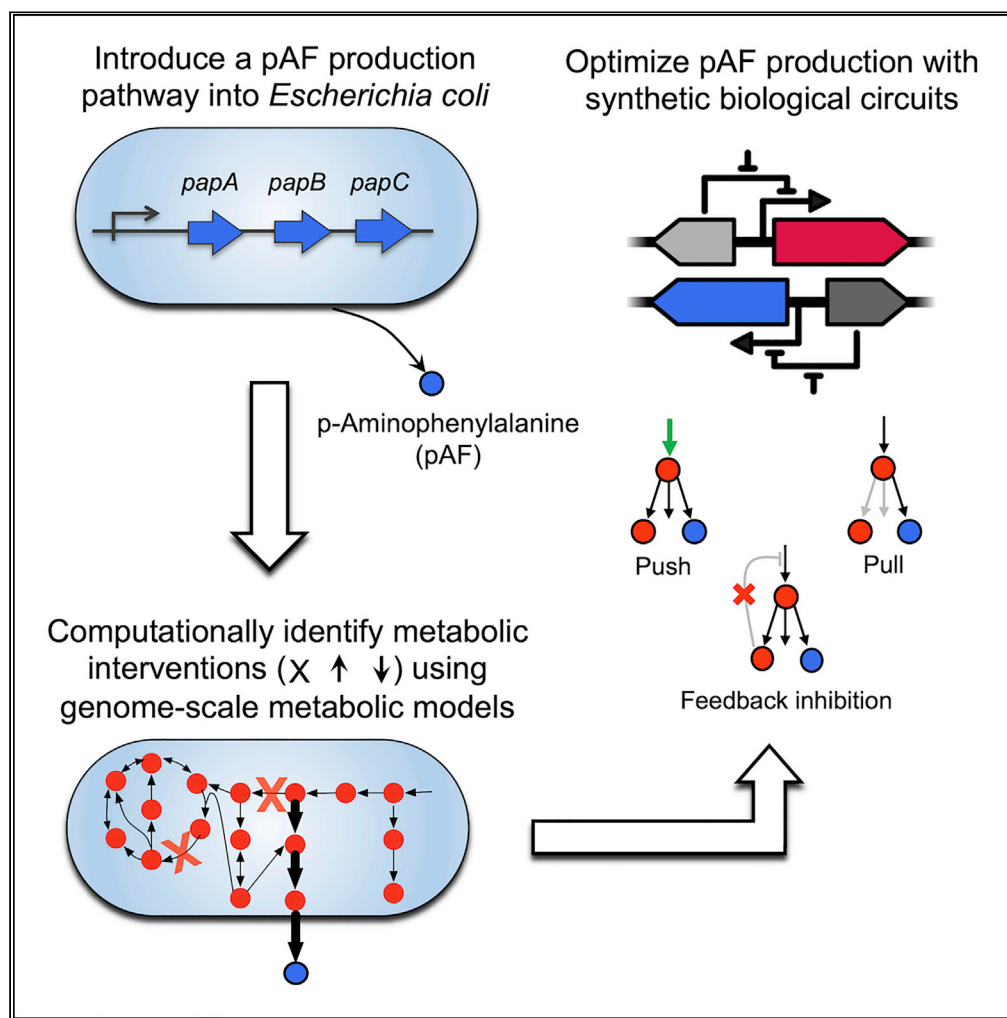 Introduce a pAF production
pathway into Escherichia coli
papA papB papC
p-Aminophenylalanine
(pAF)
Computationally identify metabolic
interventions (X ↑ ↓) using
genome-scale metabolic models
Optimize pAF production with
synthetic biological circuits
Push
Pull
Feedback inhibition